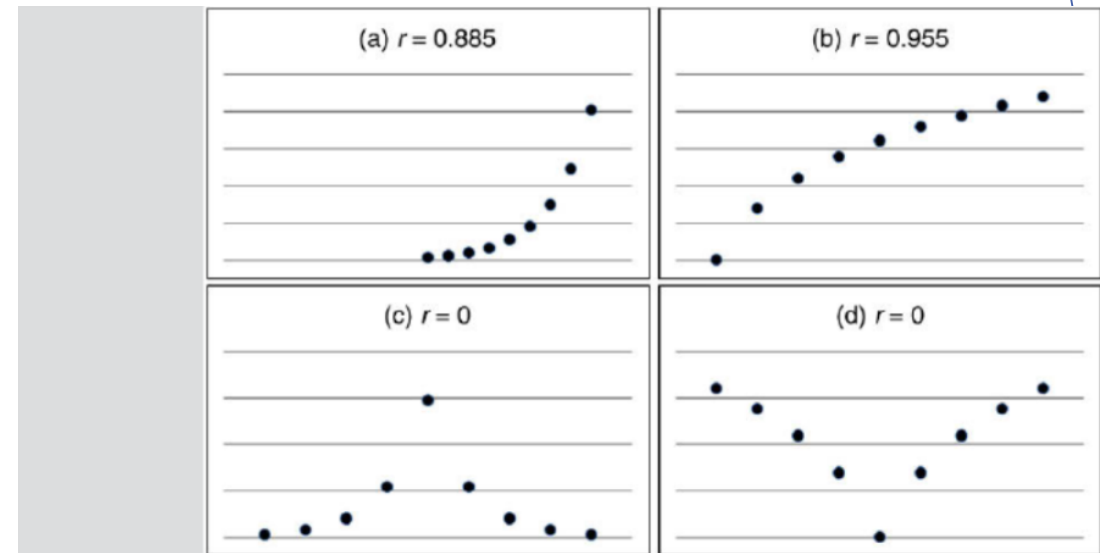 (a) r = 0.885
(b) r = 0.955
(c) r = 0
(d) r = 0